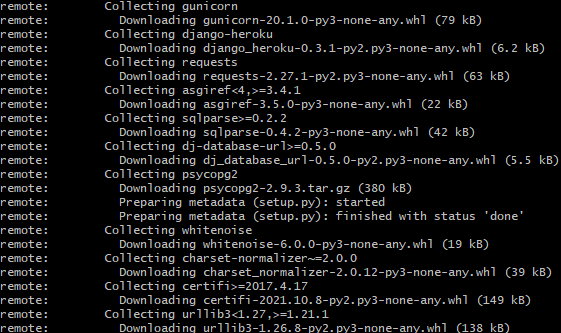 remote: Collecting gunicorn
remote: Downloading gunicorn-20.1.0-py3-none-any.whl (79 kB)
remote: Collecting django-heroku
remote: Downloading django_heroku-0.3.1-py2.py3-none-any.whl (6.2 kB)
remote: Collecting requests
remote: Downloading requests-2.27.1-py2.py3-none-any.whl (63 kB)
remote: Collecting asgiref<4,>=3.4.1
remote: Downloading asgiref-3.5.0-py3-none-any.whl (22 kB)
remote: Collecting sqlparse>=0.2.2
remote: Downloading sqlparse-0.4.2-py3-none-any.whl (42 kB)
remote: Collecting dj-database-url>=0.5.0
remote: Downloading dj_database_url-0.5.0-py2.py3-none-any.whl (5.5 kB)
remote: Collecting psycopg2
remote: Downloading psycopg2-2.9.3.tar.gz (380 kB)
remote: Preparing metadata (setup.py): started
remote: Preparing metadata (setup.py): finished with status 'done'
remote: Collecting whitenoise
remote: Downloading whitenoise-6.0.0-py3-none-any.whl (19 kB)
remote: Collecting charset-normalizer~=2.0.0
remote: Downloading charset_normalizer-2.0.12-py3-none-any.whl (39 kB)
remote: Collecting certifi>=2017.4.17
remote: Downloading certifi-2021.10.8-py2.py3-none-any.whl (149 kB)
remote: Collecting urllib3<1.27,>=1.21.1
remote: Downloading urllib3-1.26.8-py2.py3-none-any.whl (138 kB)